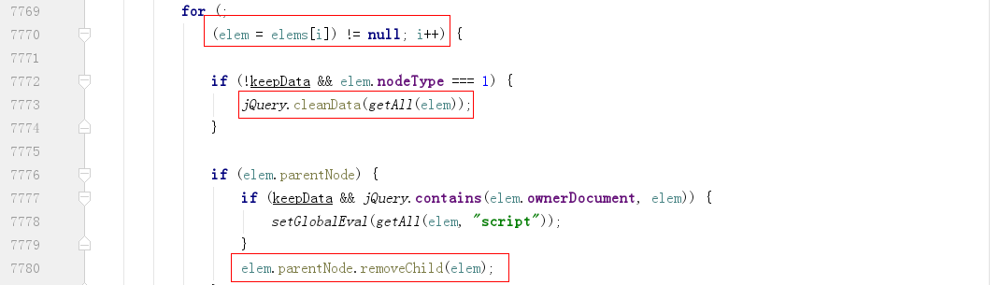 7769 for (;
7770 (elem = elems[i]) != null; i++) {
7771
7772 if (!keepData && elem.nodeType === 1) {
7773 jQuery.cleanData(getAll(elem));
7774 }
7775
7776 if (elem.parentNode) {
7777 if (keepData && jQuery.contains(elem.ownerDocument, elem)) {
7778 setGlobalEval(getAll(elem, "script"));
7779 }
7780 elem.parentNode.removeChild(elem);